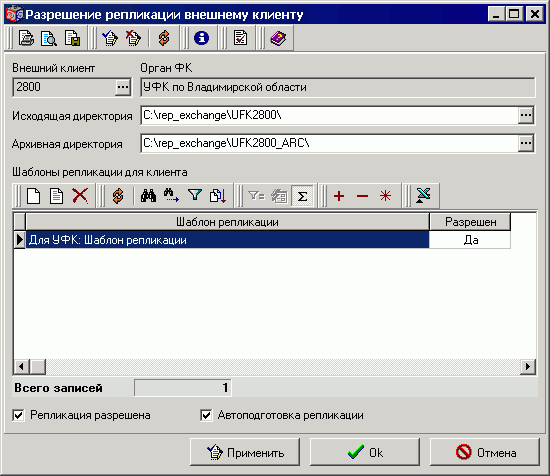 Разрешение репликации внешнему клиенту
Внешний клиент Орган ФК
2800 ... УФК по Владимирской области
Исходящая директория C:\rep_exchange\UFK2800\ ...
Архивная директория C:\rep_exchange\UFK2800_ARC\ ...
Шаблоны репликации для клиента
Шаблон репликации Разрешен
Для УФК: Шаблон репликации Да
Всего записей 1
Репликация разрешена Автоподготовка репликации
Применить Ok Отмена